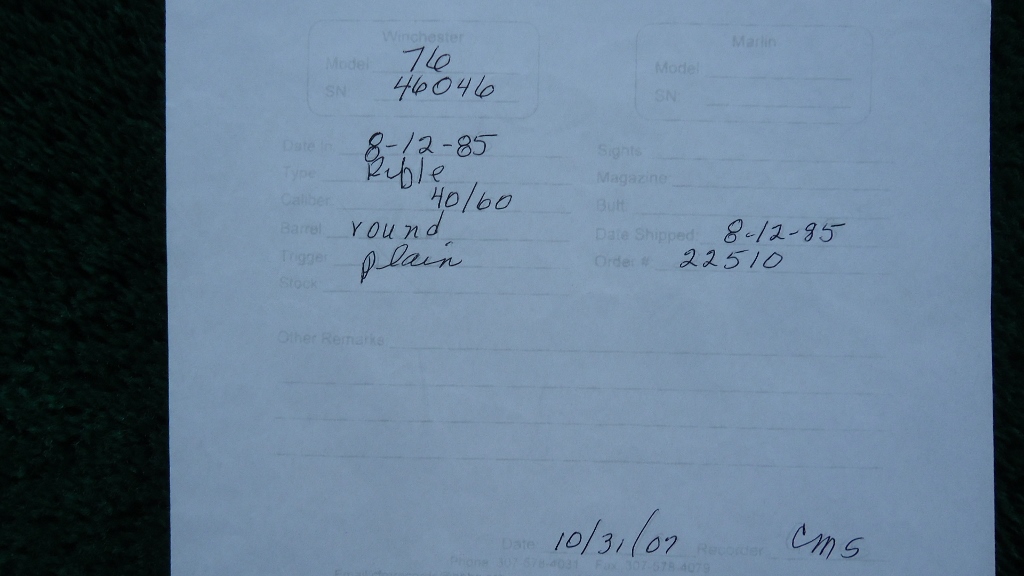 Winchester
Model 76
SN 46046
Marlin
Model
SN
Date In 8-12-85
Type Rifle
Caliber 40/60
Barrel round
Trigger plain
Stock
Sights
Magazine
Butt
Date Shipped 8-12-85
Order # 22510
Other Remarks
Date 10/31/07 Recorder CMS
Phone 307-578-4031 Fax 307-578-4079